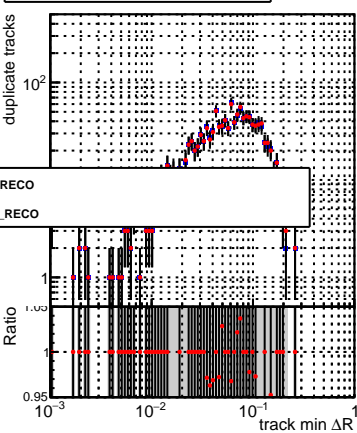 duplicate tracks
10²
RECO
_RECO
1
Ratio
1.05
1
0.95
10⁻³
10⁻²
10⁻¹
1
track min ΔR